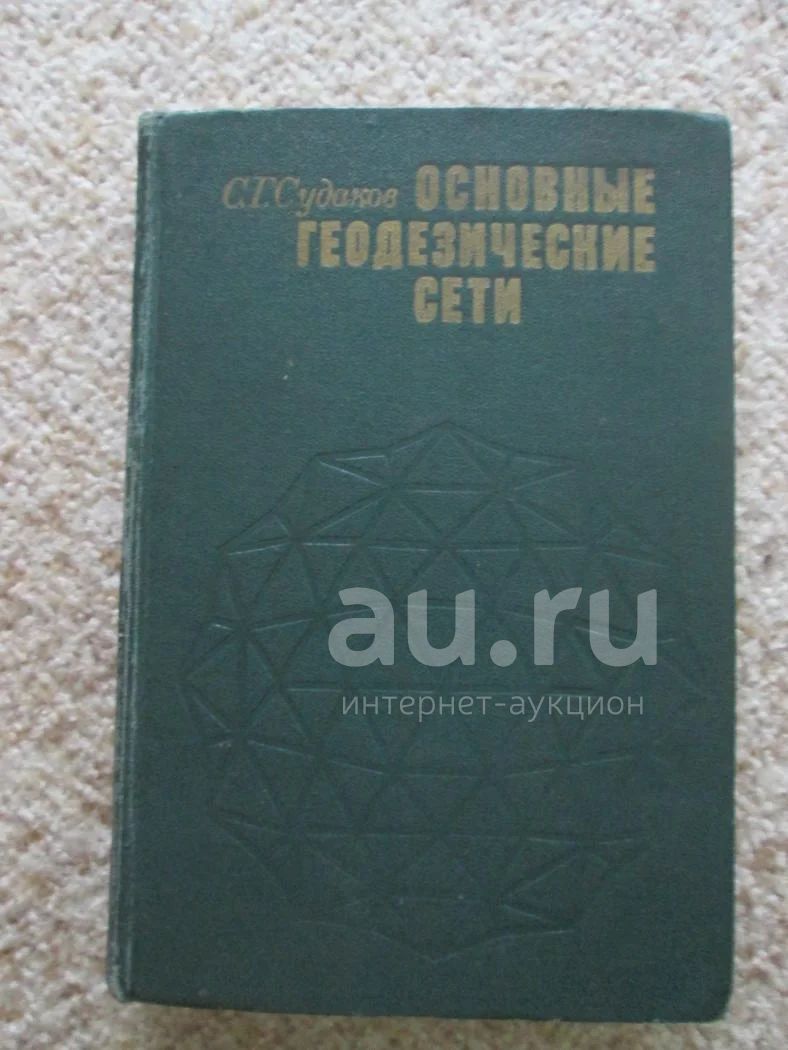 С.Г.Судаков ОСНОВНЫЕ
ГЕОДЕЗИЧЕСКИЕ
СЕТИ
au.ru
интернет-аукцион